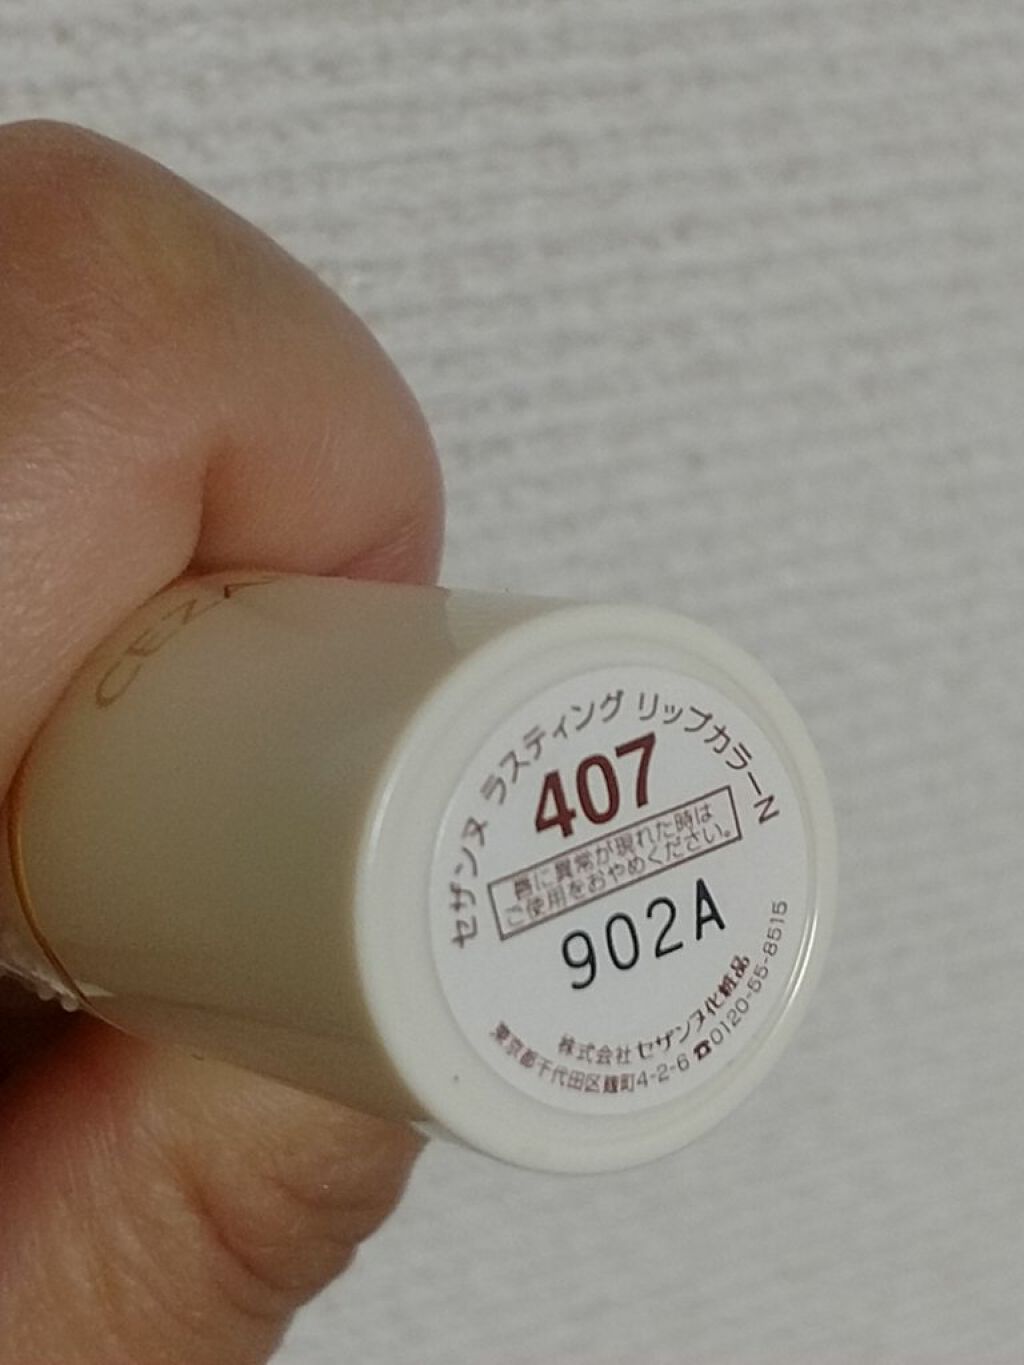 CEZA
セザンヌ ラスティング リップカラーN
407
唇に異常が現れた時は
ご使用をおやめください。
902A
株式会社セザンヌ化粧品
東京都千代田区麹町4-2-6 ☎0120-55-8515